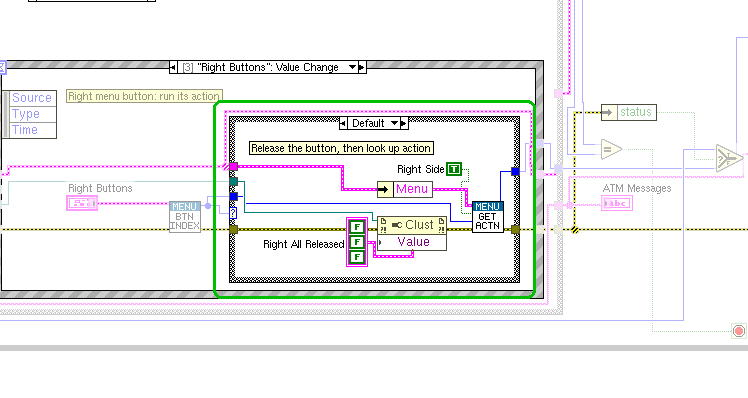 [3] "Right Buttons": Value Change
Source
Type
Time
Right menu button: run its action
Default
Release the button, then look up action
Right Side
T
Menu
Right Buttons
MENU
BTN
INDEX
?
Clust
Value
?!
?!
MENU
GET
ACTN
Right All Released
F
F
F
status
=
?
F
ATM Messages
abc